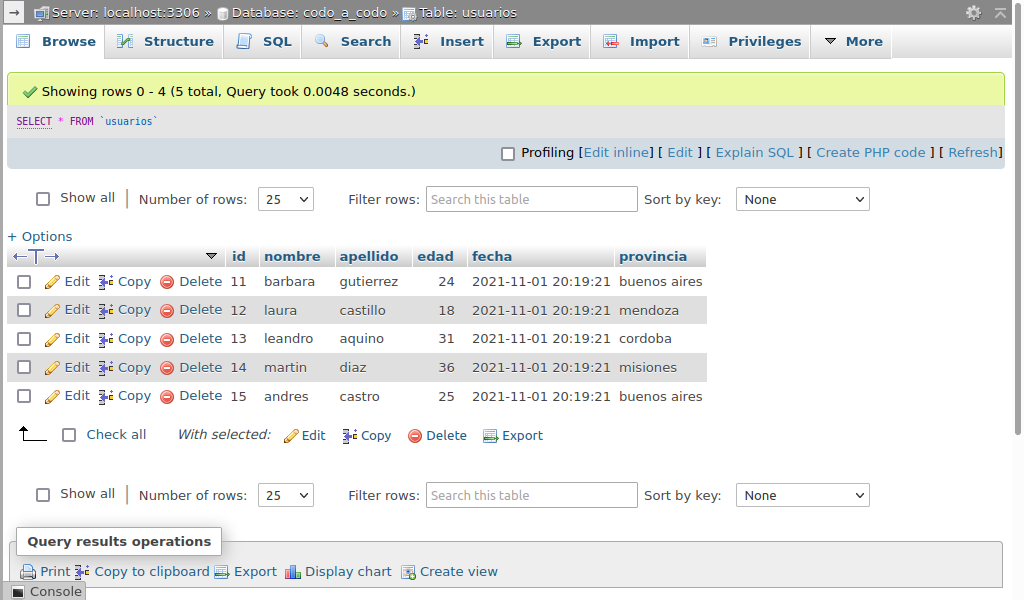 Server: localhost:3306 » Database: codo_a_codo » Table: usuarios
Browse Structure SQL Search Insert Export Import Privileges More
Showing rows 0 - 4 (5 total, Query took 0.0048 seconds.)
SELECT * FROM `usuarios`
Profiling [Edit inline] [ Edit ] [ Explain SQL ] [ Create PHP code ] [ Refresh]
Show all | Number of rows: 25 Filter rows: Search this table Sort by key: None
+ Options
←T→ id nombre apellido edad fecha provincia
Edit Copy Delete 11 barbara gutierrez 24 2021-11-01 20:19:21 buenos aires
Edit Copy Delete 12 laura castillo 18 2021-11-01 20:19:21 mendoza
Edit Copy Delete 13 leandro aquino 31 2021-11-01 20:19:21 cordoba
Edit Copy Delete 14 martin diaz 36 2021-11-01 20:19:21 misiones
Edit Copy Delete 15 andres castro 25 2021-11-01 20:19:21 buenos aires
Check all With selected: Edit Copy Delete Export
Show all | Number of rows: 25 Filter rows: Search this table Sort by key: None
Query results operations
Print Copy to clipboard Export Display chart Create view
Console